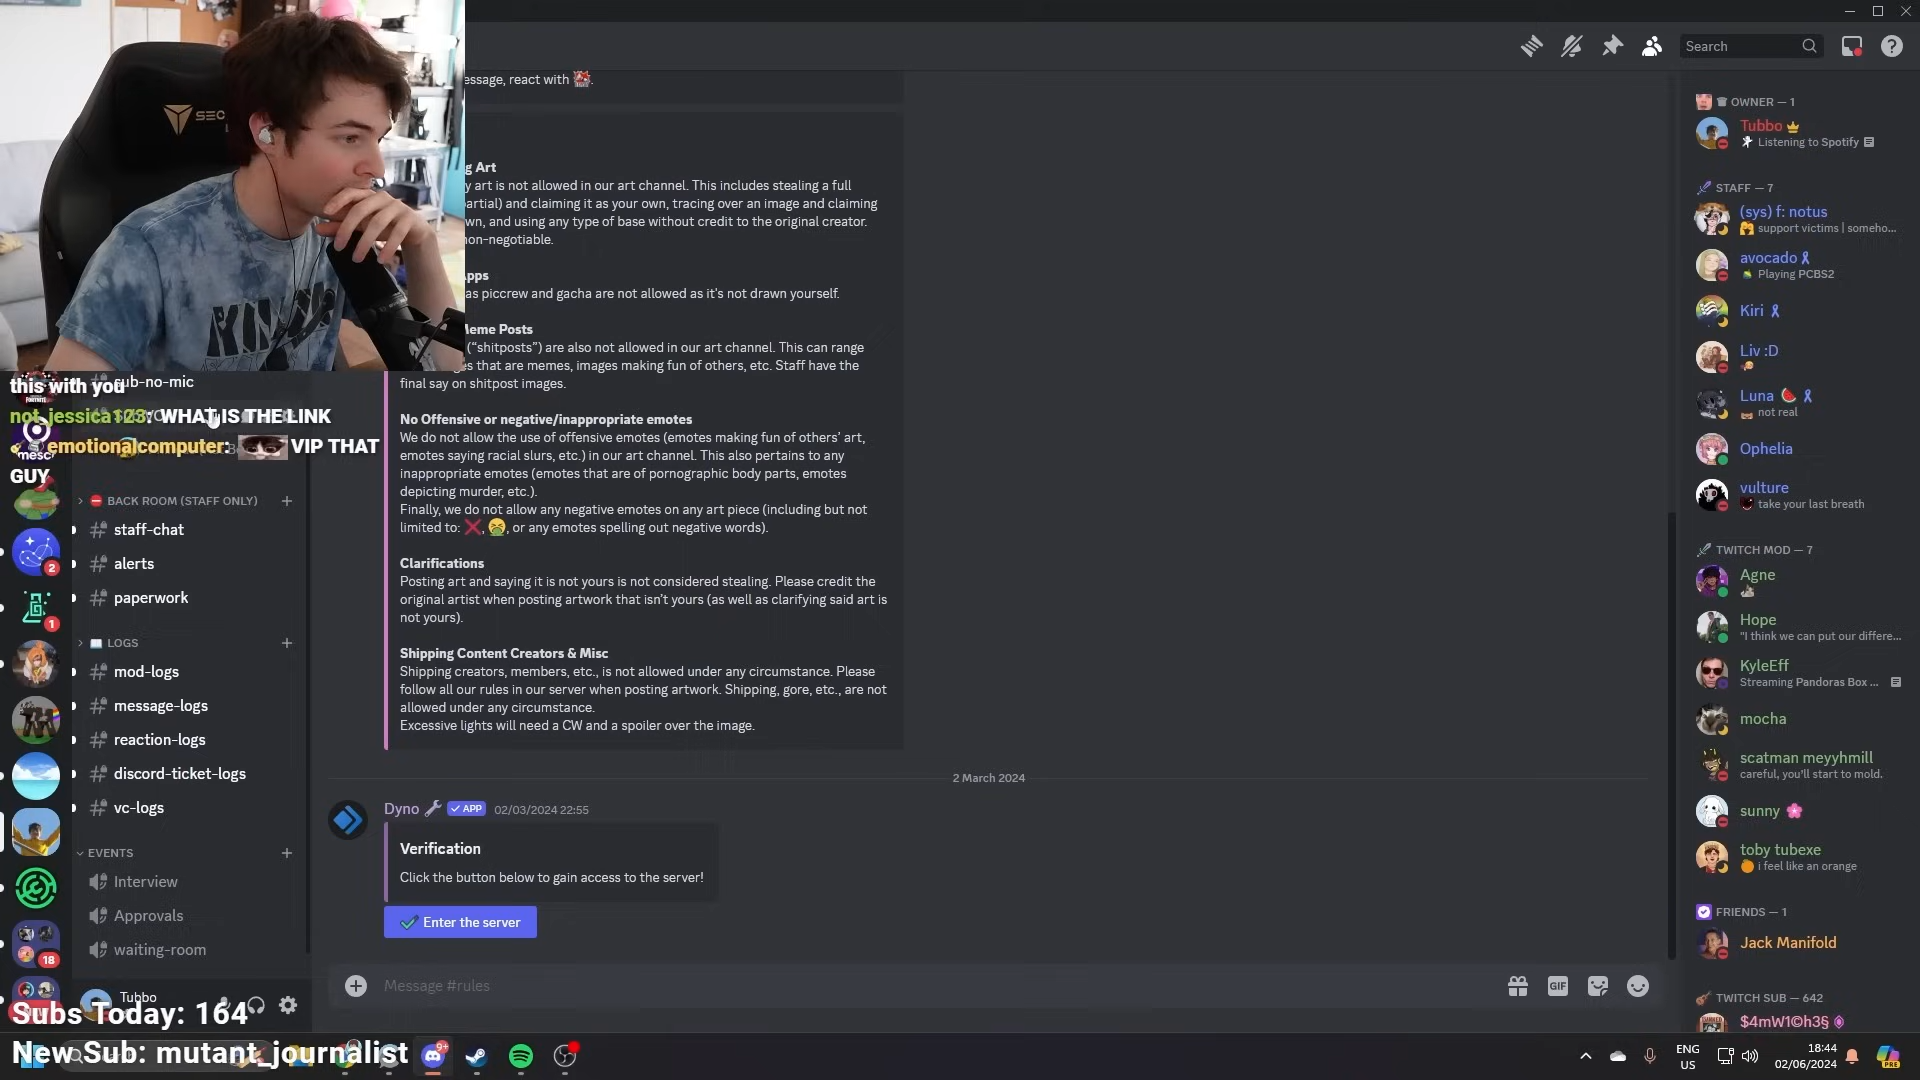 Search
essage, react with
g Art
y art is not allowed in our art channel. This includes stealing a full
artial) and claiming it as your own, tracing over an image and claiming
wn, and using any type of base without credit to the original creator.
non-negotiable.
Apps
as piccrew and gacha are not allowed as it's not drawn yourself.
Meme Posts
("shitposts") are also not allowed in our art channel. This can range
ges that are memes, images making fun of others, etc. Staff have the
final say on shitpost images.
No Offensive or negative/inappropriate emotes
We do not allow the use of offensive emotes (emotes making fun of others' art,
emotes saying racial slurs, etc.) in our art channel. This also pertains to any
inappropriate emotes (emotes that are of pornographic body parts, emotes
depicting murder, etc.).
Finally, we do not allow any negative emotes on any art piece (including but not
limited to: ❌, 🤮, or any emotes spelling out negative words).
Clarifications
Posting art and saying it is not yours is not considered stealing. Please credit the
original artist when posting artwork that isn't yours (as well as clarifying said art is
not yours).
Shipping Content Creators & Misc
Shipping creators, members, etc., is not allowed under any circumstance. Please
follow all our rules in our server when posting artwork. Shipping, gore, etc., are not
allowed under any circumstance.
Excessive lights will need a CW and a spoiler over the image.
2 March 2024
Dyno APP 02/03/2024 22:55
Verification
Click the button below to gain access to the server!
Enter the server
Message #rules
GIF
SEC
sub-no-mic
this with you
not_jessica123: WHAT IS THE LINK
emotionalcomputer: VIP THAT
GUY
mesc
BACK ROOM (STAFF ONLY)
staff-chat
alerts
paperwork
LOGS
mod-logs
message-logs
reaction-logs
discord-ticket-logs
vc-logs
EVENTS
Interview
Approvals
waiting-room
2
1
18
Tubbo
Subs Today: 164
New Sub: mutant_journalist
OWNER — 1
Tubbo
Listening to Spotify
STAFF — 7
(sys) f: notus
support victims | someho...
avocado
Playing PCBS2
Kiri
Liv :D
Luna
not real
Ophelia
vulture
take your last breath
TWITCH MOD — 7
Agne
Hope
"I think we can put our differe...
KyleEff
Streaming Pandoras Box ...
mocha
scatman meyyhmill
careful, you'll start to mold.
sunny
toby tubexe
i feel like an orange
FRIENDS — 1
Jack Manifold
TWITCH SUB — 642
$4mW1©h3§
9+
ENG
US
18:44
02/06/2024
PRE